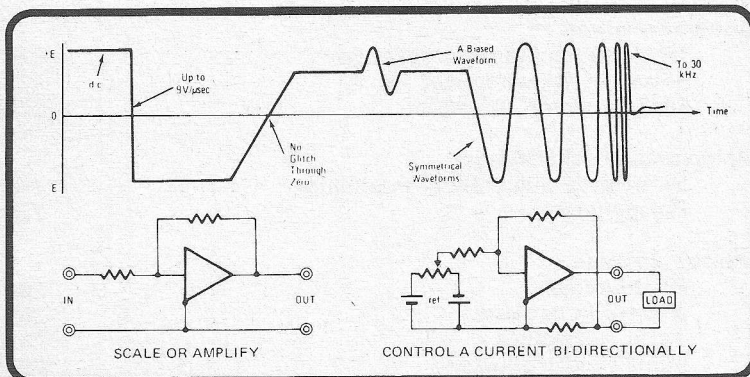 +E
d c
Up to
9V/µsec
A Biased
Waveform
To 30
kHz
0
Time
No
Glitch
Through
Zero
Symmetrical
Waveforms
E
IN
OUT
ref
OUT
LOAD
SCALE OR AMPLIFY
CONTROL A CURRENT BI-DIRECTIONALLY